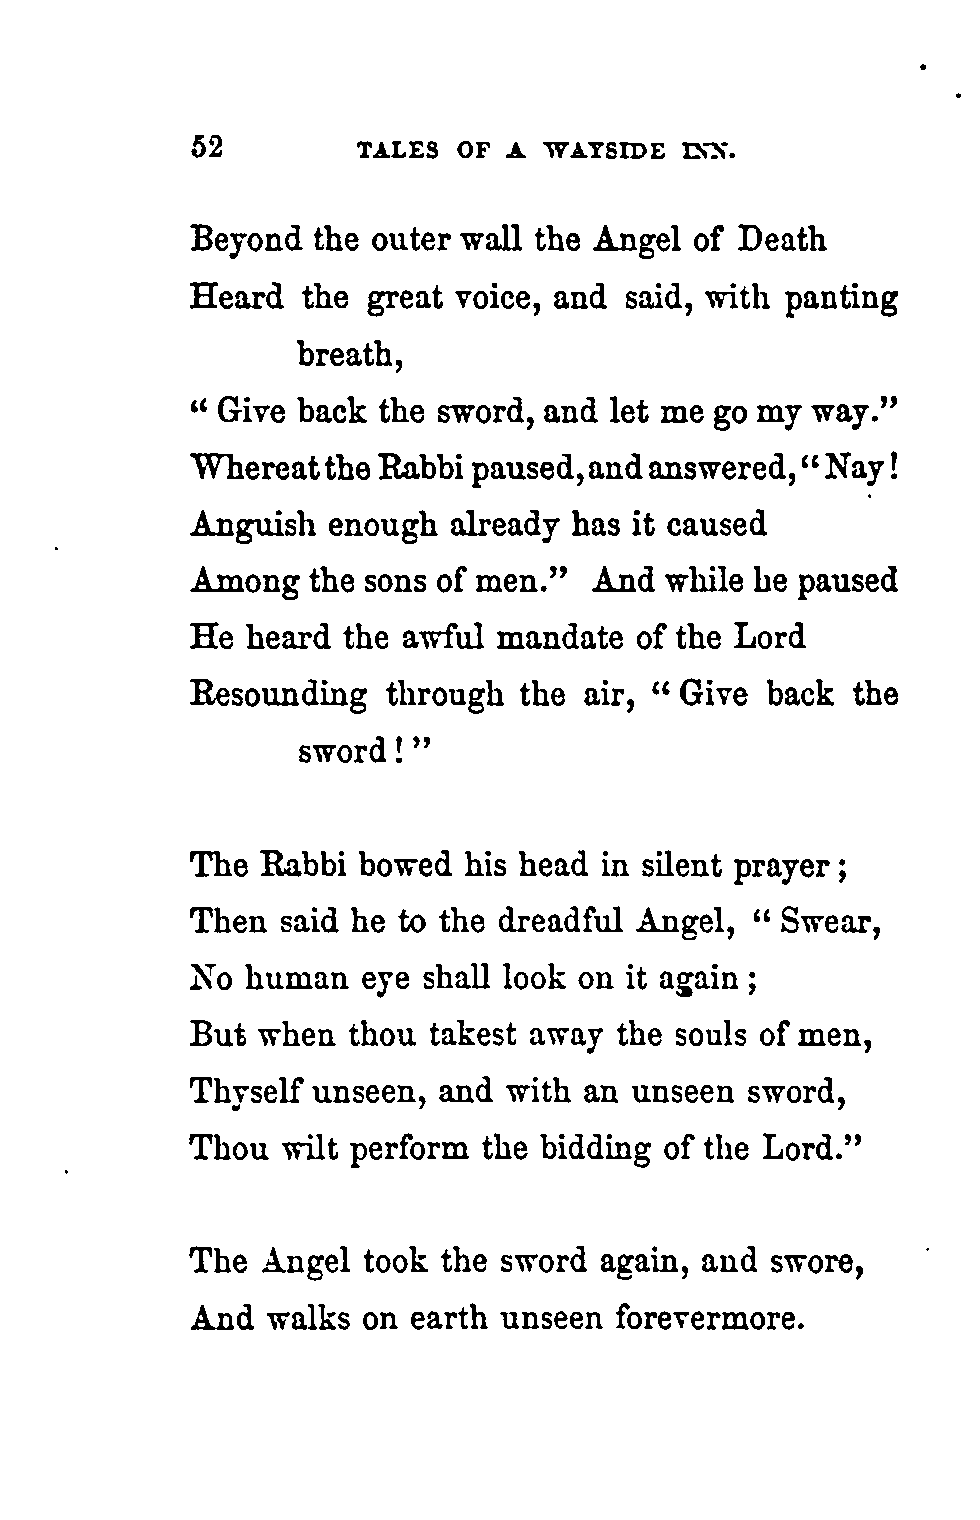 52 TALES OF A WAYSIDE INN.
Beyond the outer wall the Angel of Death
Heard the great voice, and said, with panting
breath,
“ Give back the sword, and let me go my way.”
Whereat the Rabbi paused, and answered, “ Nay !
Anguish enough already has it caused
Among the sons of men.” And while he paused
He heard the awful mandate of the Lord
Resounding through the air, “ Give back the
sword ! ”
The Rabbi bowed his head in silent prayer ;
Then said he to the dreadful Angel, “ Swear,
No human eye shall look on it again ;
But when thou takest away the souls of men,
Thyself unseen, and with an unseen sword,
Thou wilt perform the bidding of the Lord.”
The Angel took the sword again, and swore,
And walks on earth unseen forevermore.